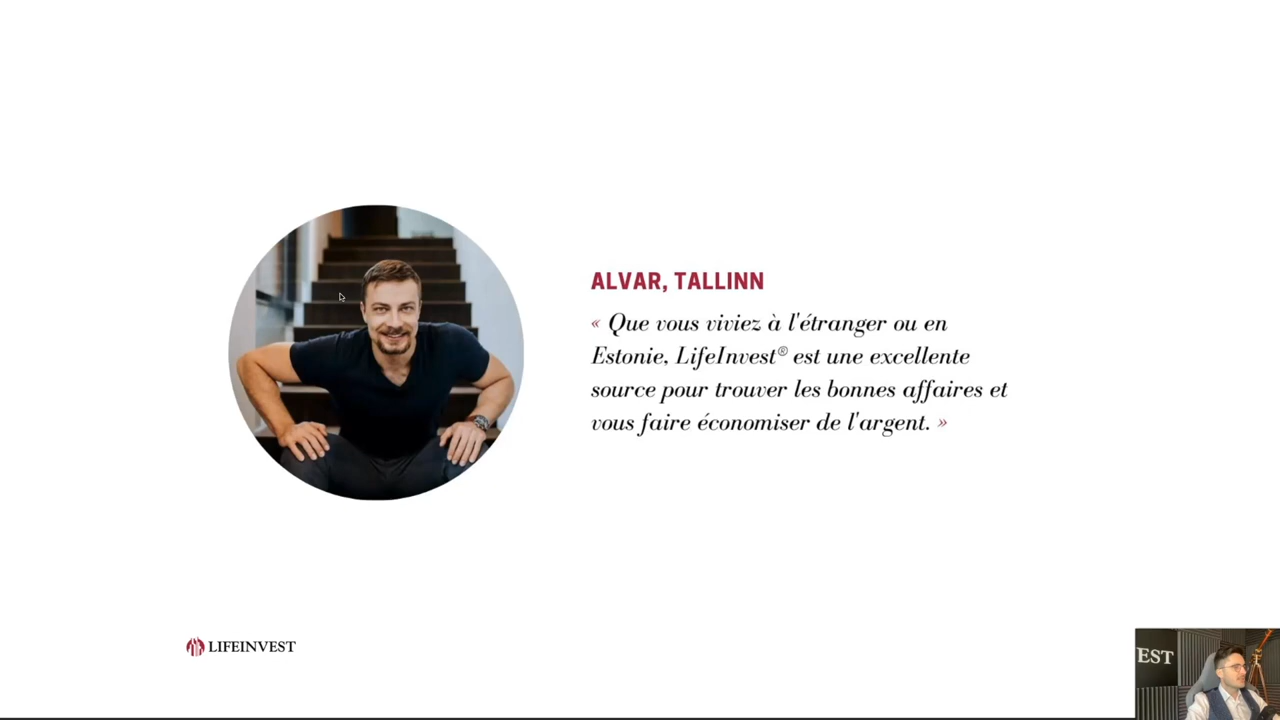 ALVAR, TALLINN
« Que vous viviez à l'étranger ou en
Estonie, LifeInvest® est une excellente
source pour trouver les bonnes affaires et
vous faire économiser de l'argent. »
LIFEINVEST
EST